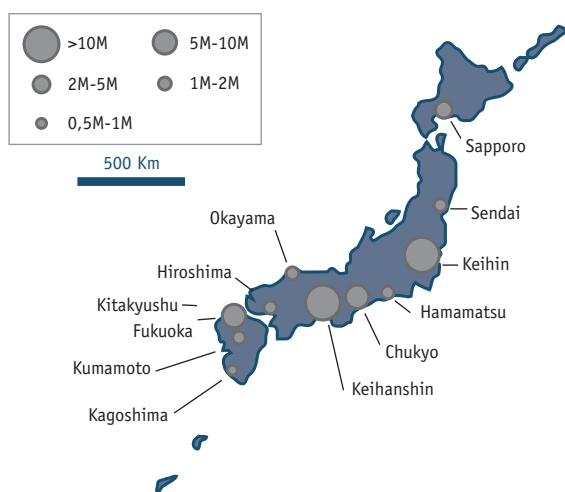 >10M
5M-10M
2M-5M
1M-2M
0,5M-1M
500 Km
Sapporo
Okayama
Sendai
Hiroshima
Keihin
Kitakyushu
Hamamatsu
Fukuoka
Chukyo
Kumamoto
Keihanshin
Kagoshima